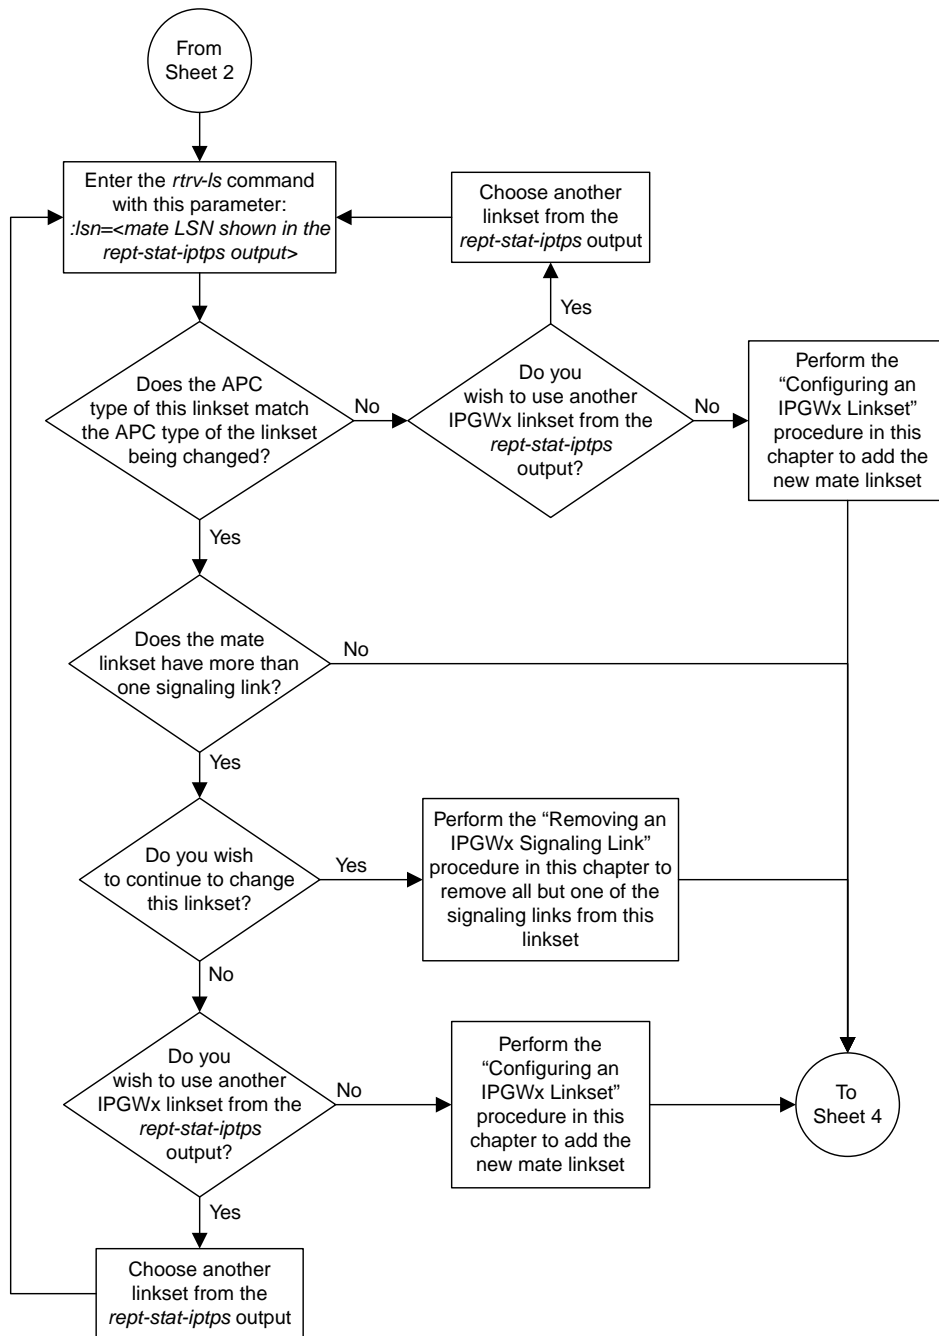 From
Sheet 2
Enter the rtrv-ls command
with this parameter:
:lsn=<mate LSN shown in the
rept-stat-iptps output>
Choose another
linkset from the
rept-stat-iptps output
Yes
Does the APC
type of this linkset match
the APC type of the linkset
being changed?
No
Do you
wish to use another
IPGWx linkset from the
rept-stat-iptps
output?
No
Perform the
“Configuring an
IPGWx Linkset”
procedure in this
chapter to add the
new mate linkset
Yes
Does the mate
linkset have more than
one signaling link?
No
Yes
Do you wish
to continue to change
this linkset?
Yes
Perform the “Removing an
IPGWx Signaling Link”
procedure in this chapter to
remove all but one of the
signaling links from this
linkset
No
Do you
wish to use another
IPGWx linkset from the
rept-stat-iptps
output?
No
Perform the
“Configuring an
IPGWx Linkset”
procedure in this
chapter to add the
new mate linkset
To
Sheet 4
Yes
Choose another
linkset from the
rept-stat-iptps output